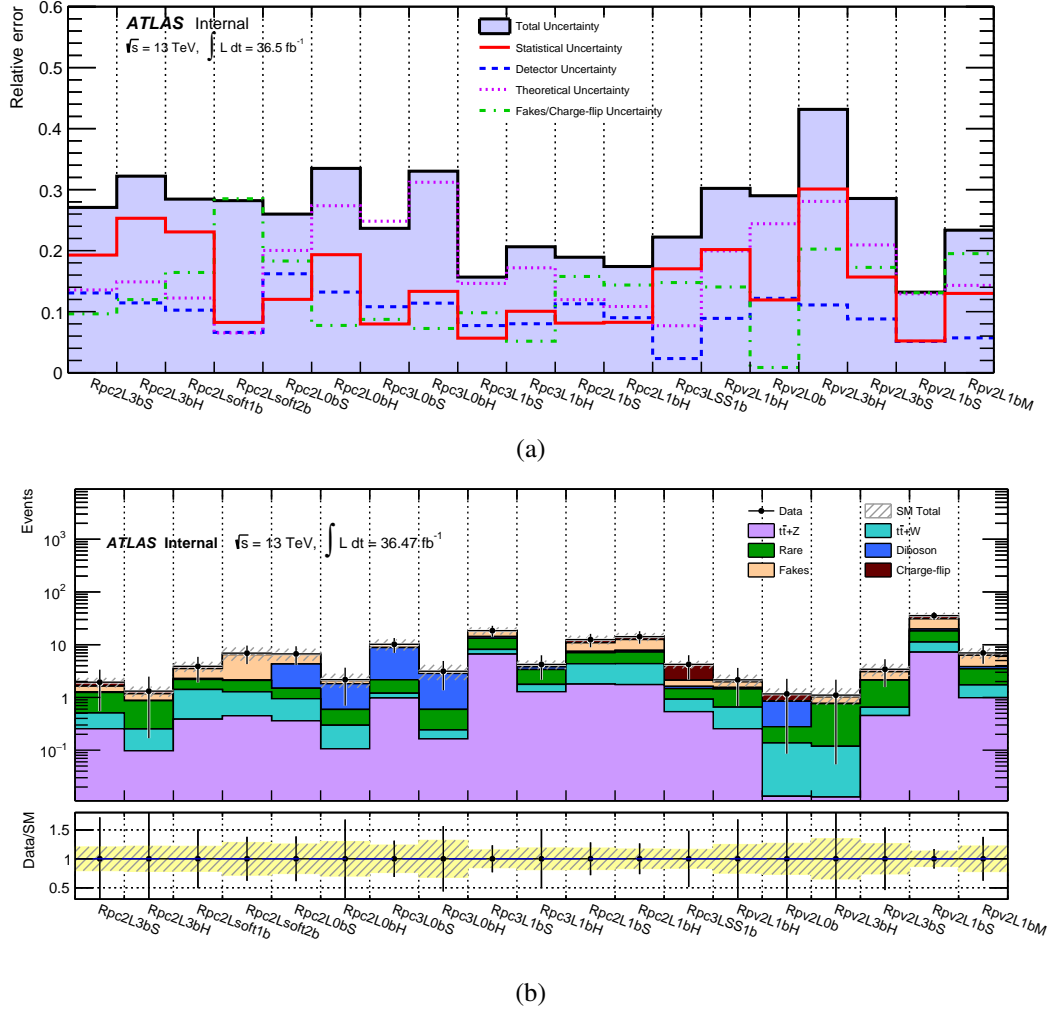 0.6
0.5
0.4
0.3
0.2
0.1
0
Relative error
ATLAS Internal
√s = 13 TeV, ∫ L dt = 36.5 fb-1
Total Uncertainty
Statistical Uncertainty
Detector Uncertainty
Theoretical Uncertainty
Fakes/Charge-flip Uncertainty
Rpc2L3bS
Rpc2L3bH
Rpc2Lsoft1b
Rpc2Lsoft2b
Rpc2L0bS
Rpc2L0bH
Rpc3L0bS
Rpc3L0bH
Rpc3L1bS
Rpc3L1bH
Rpc2L1bS
Rpc2L1bH
Rpc3LSS1b
Rpv2L1bH
Rpv2L0b
Rpv2L3bH
Rpv2L3bS
Rpv2L1bS
Rpv2L1bM
(a)
Events
10^3
10^2
10
1
10^-1
ATLAS Internal √s = 13 TeV, ∫ L dt = 36.47 fb-1
Data
SM Total
tt̄+Z
tt̄+W
Rare
Diboson
Fakes
Charge-flip
Data/SM
1.5
1
0.5
Rpc2L3bS
Rpc2L3bH
Rpc2Lsoft1b
Rpc2Lsoft2b
Rpc2L0bS
Rpc2L0bH
Rpc3L0bS
Rpc3L0bH
Rpc3L1bS
Rpc3L1bH
Rpc2L1bS
Rpc2L1bH
Rpc3LSS1b
Rpv2L1bH
Rpv2L0b
Rpv2L3bH
Rpv2L3bS
Rpv2L1bS
Rpv2L1bM
(b)